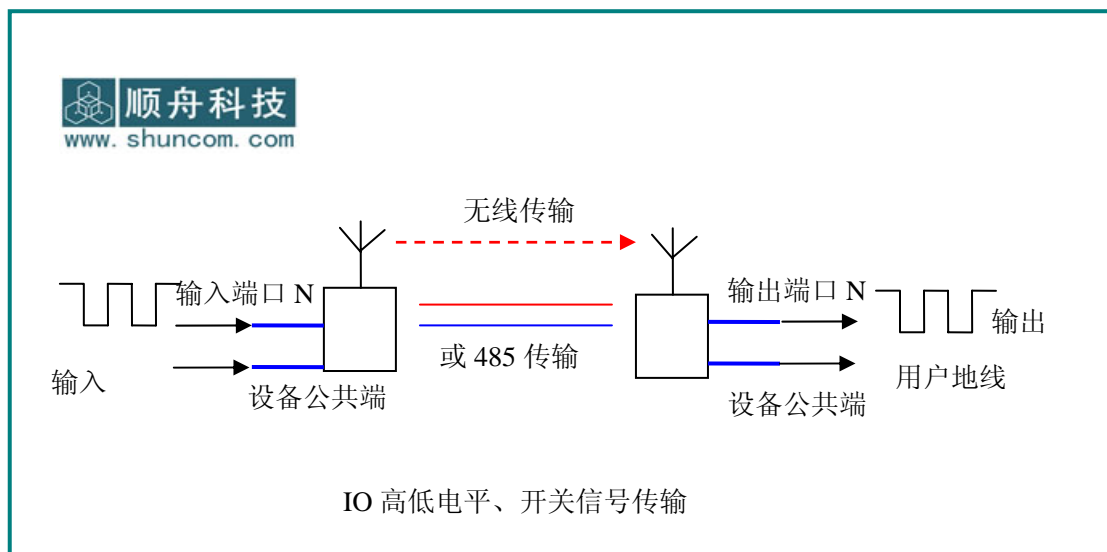 顺舟科技
www.shuncom.com
无线传输
输入端口 N
输出端口 N
输出
或 485 传输
输入
设备公共端
设备公共端
用户地线
IO 高低电平、开关信号传输